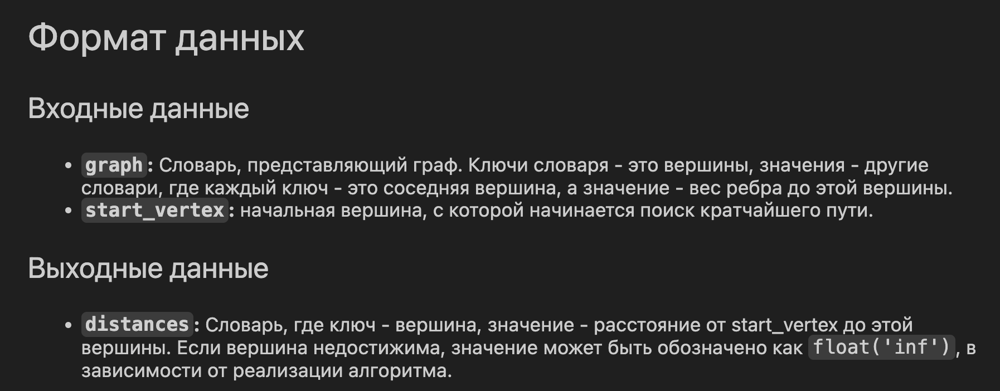 Формат данных
Входные данные
• graph: Словарь, представляющий граф. Ключи словаря - это вершины, значения - другие
словари, где каждый ключ - это соседняя вершина, а значение - вес ребра до этой вершины.
• start_vertex: начальная вершина, с которой начинается поиск кратчайшего пути.
Выходные данные
• distances: Словарь, где ключ - вершина, значение - расстояние от start_vertex до этой
вершины. Если вершина недостижима, значение может быть обозначено как float('inf'), в
зависимости от реализации алгоритма.